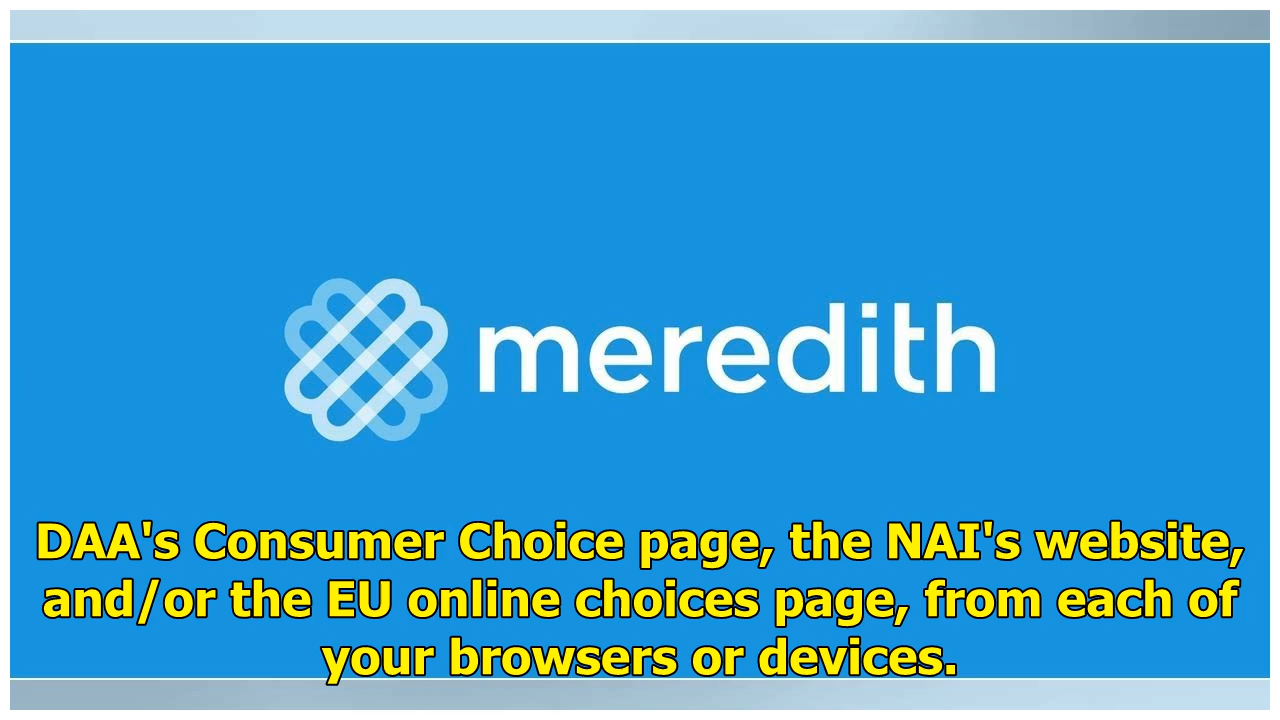 meredith
DAA's Consumer Choice page, the NAI's website,
and/or the EU online choices page, from each of
your browsers or devices.